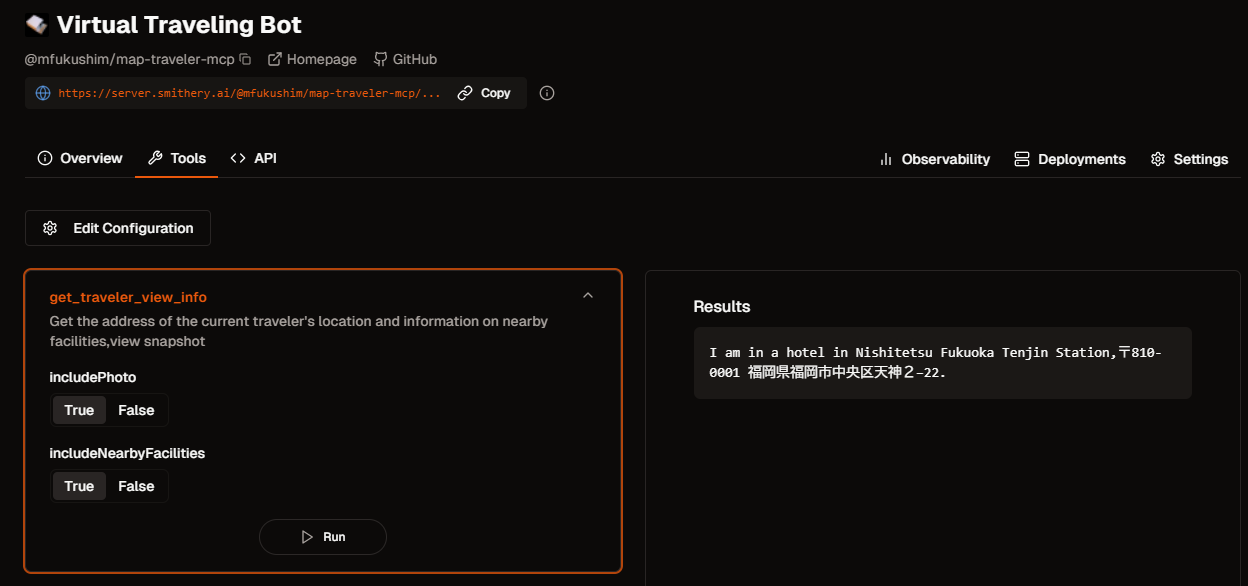 Virtual Traveling Bot
@mfukushim/map-traveler-mcp Homepage GitHub
https://server.smithery.ai/@mfukushim/map-traveler-mcp/... Copy
Overview Tools API Observability Deployments Settings
Edit Configuration
get_traveler_view_info
Get the address of the current traveler's location and information on nearby
facilities,view snapshot
includePhoto
True False
includeNearbyFacilities
True False
Run
Results
I am in a hotel in Nishitetsu Fukuoka Tenjin Station,〒810-
0001 福岡県福岡市中央区天神２−22.